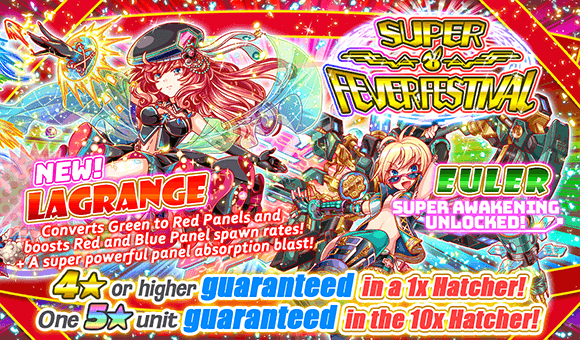 SUPER
FEVER FESTIVAL
NEW!
LAGRANGE
Converts Green to Red Panels and
boosts Red and Blue Panel spawn rates!
+ A super powerful panel absorption blast!
EULER
SUPER AWAKENING
UNLOCKED!
4★ or higher guaranteed in a 1x Hatcher!
One 5★ unit guaranteed in the 10x Hatcher!